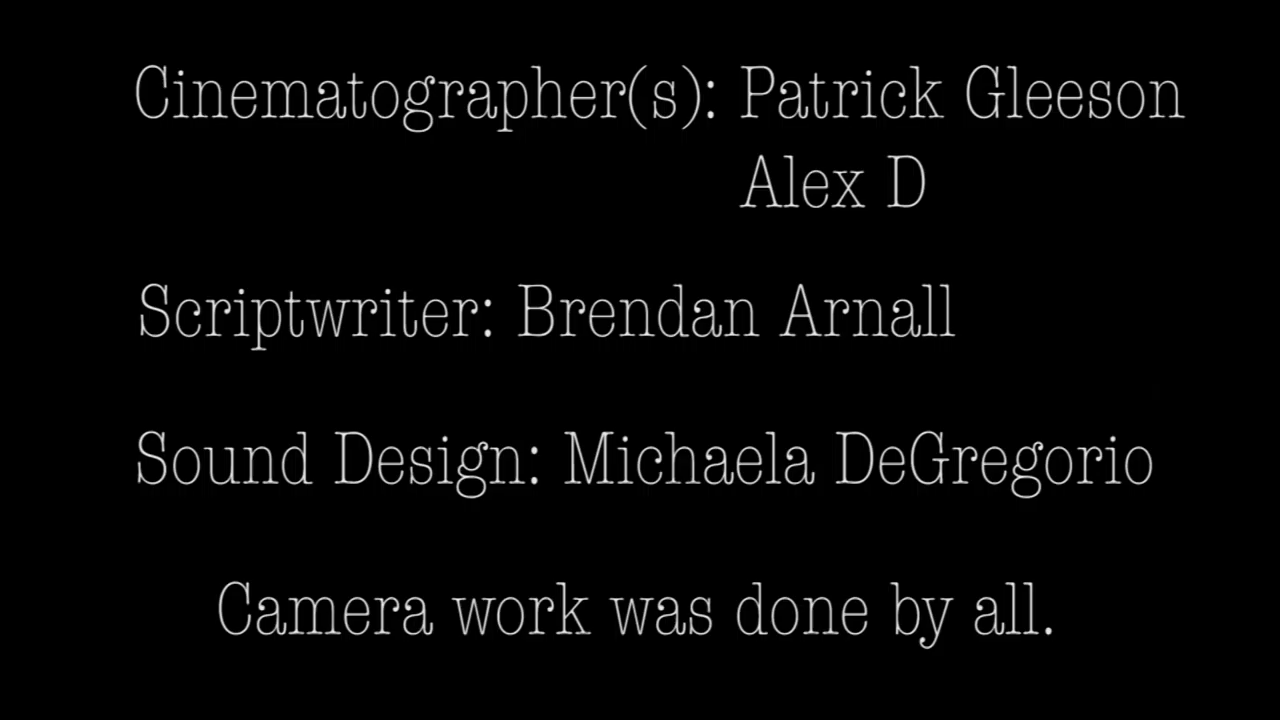 Cinematographer(s): Patrick Gleeson
Alex D
Scriptwriter: Brendan Arnall
Sound Design: Michaela DeGregorio
Camera work was done by all.